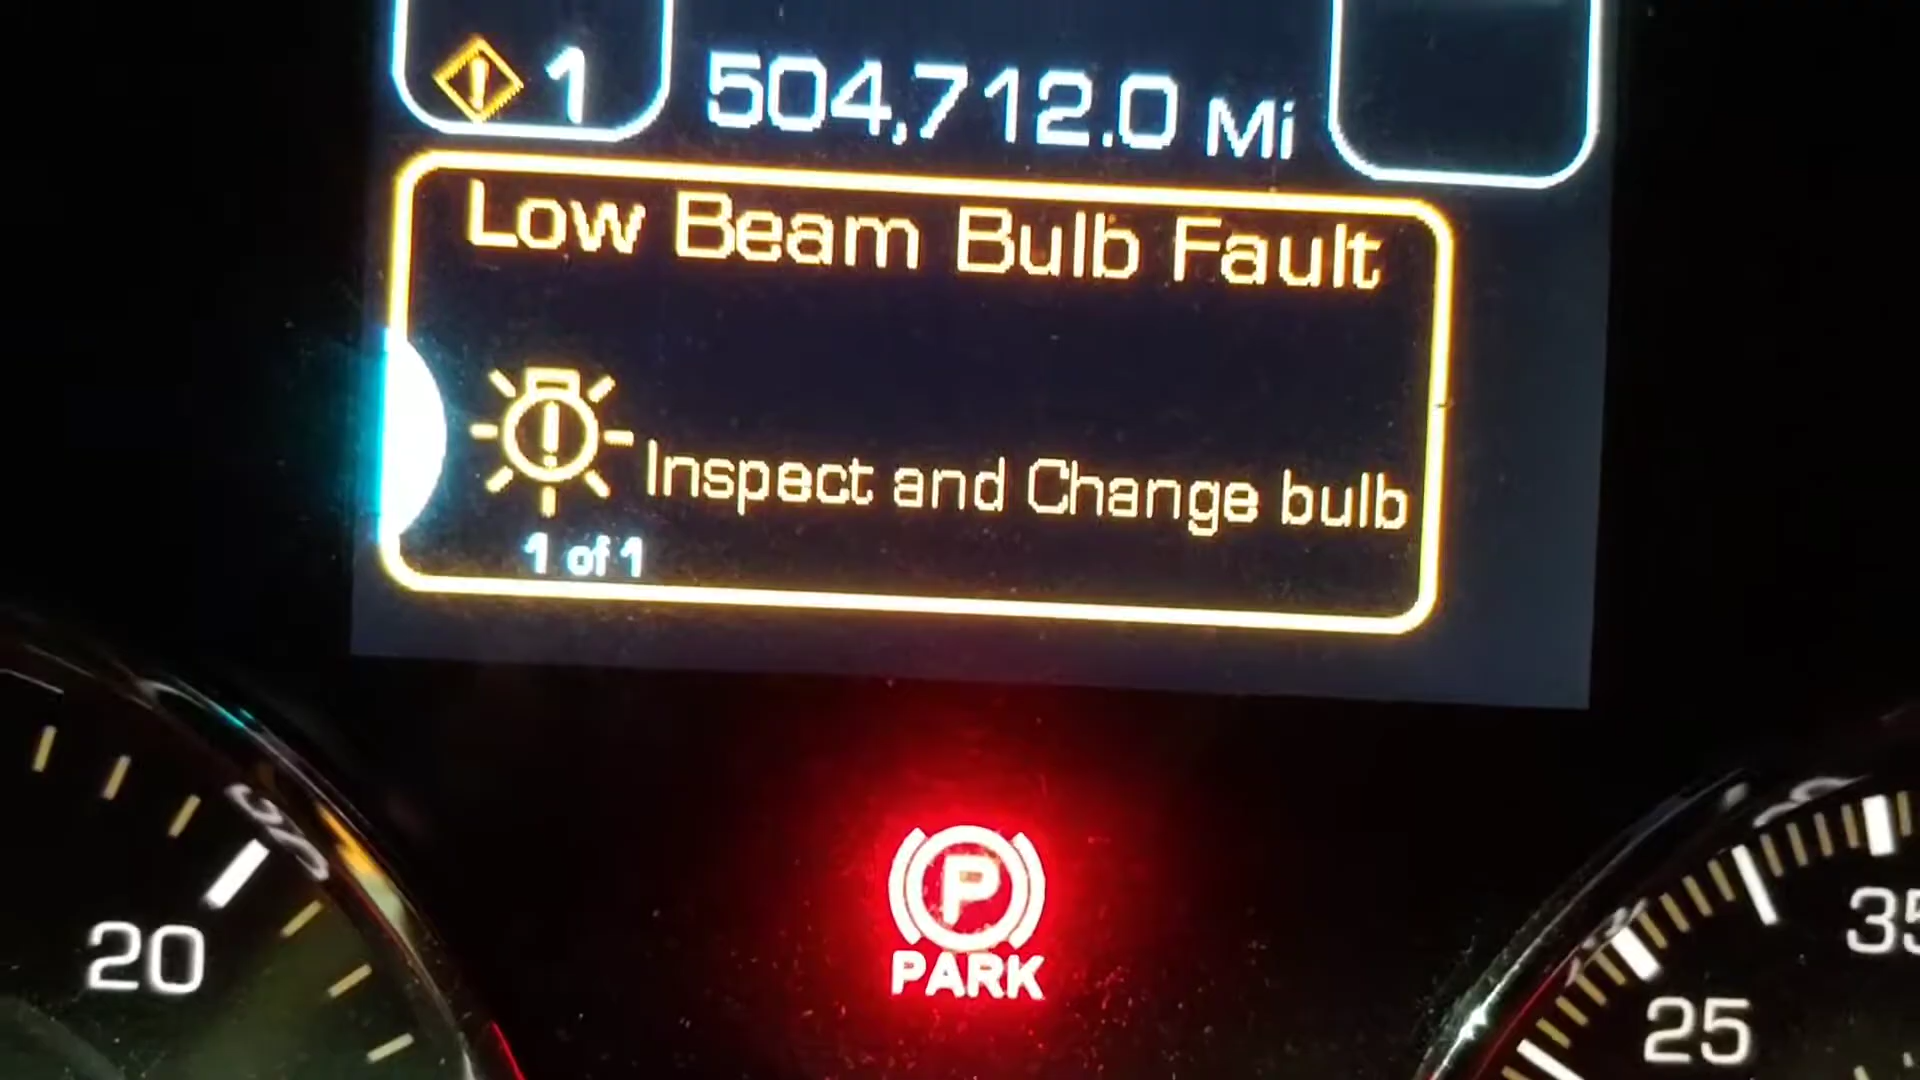 1 504,712.0 Mi
Low Beam Bulb Fault
Inspect and Change bulb
1 of 1
P
PARK
20
35
25